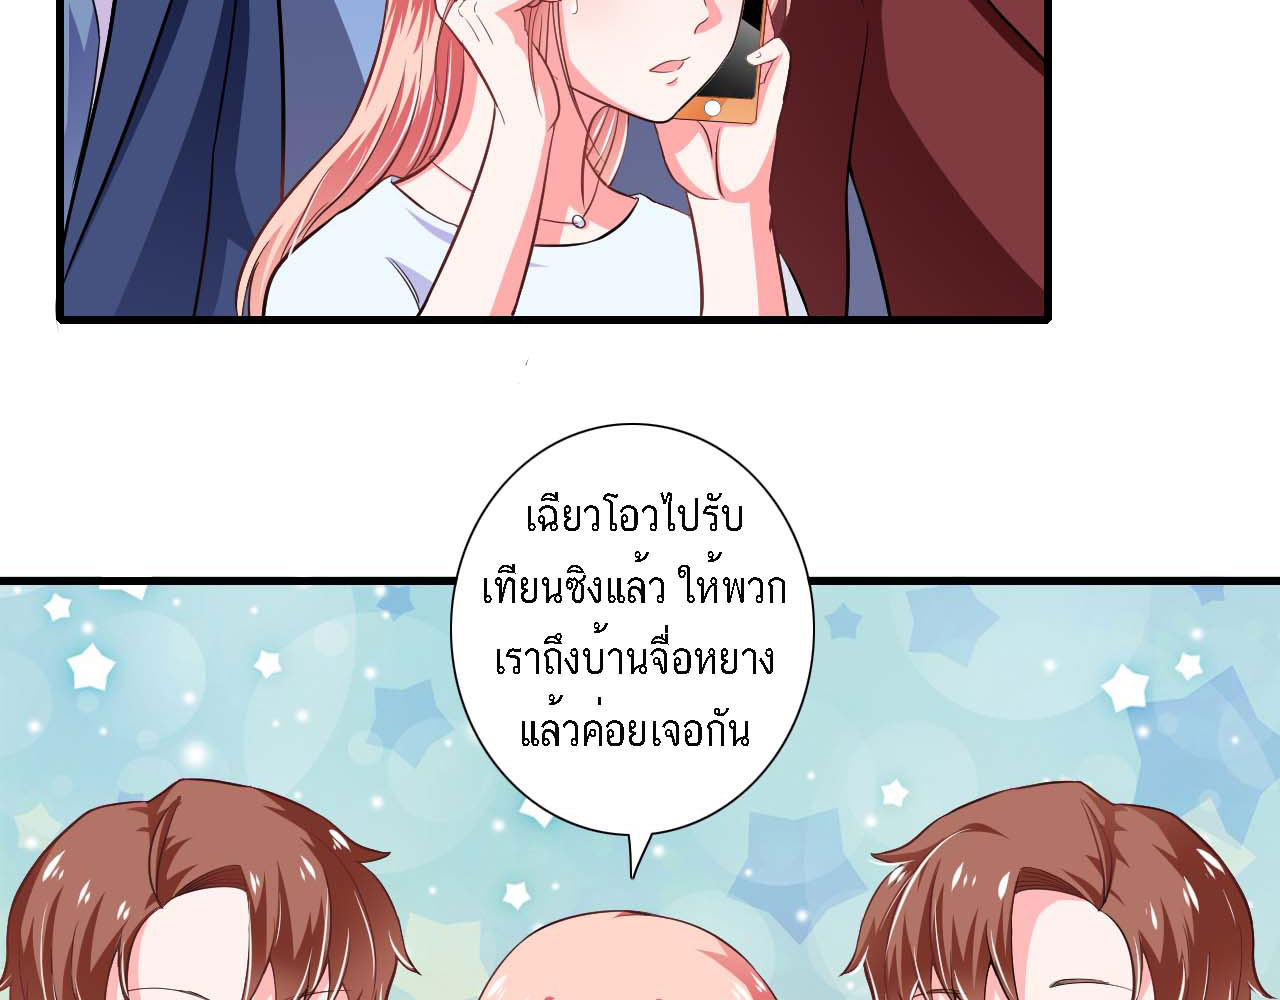 เฉียวโอวไปรับ
เทียนซิงแล้ว ให้พวก
เราถึงบ้านจื่อหยาง
แล้วค่อยเจอกัน